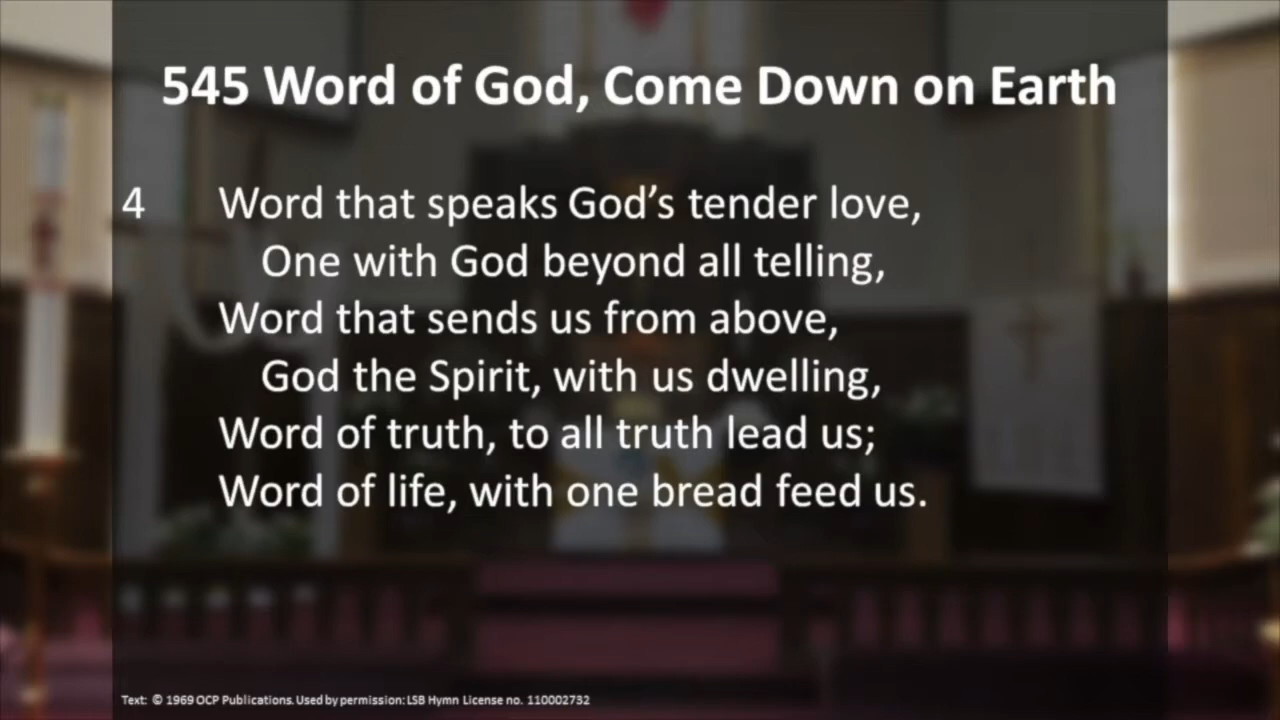 545 Word of God, Come Down on Earth
4 Word that speaks God’s tender love,
One with God beyond all telling,
Word that sends us from above,
God the Spirit, with us dwelling,
Word of truth, to all truth lead us;
Word of life, with one bread feed us.
Text: © 1969 OCP Publications. Used by permission: LSB Hymn License no. 110002732